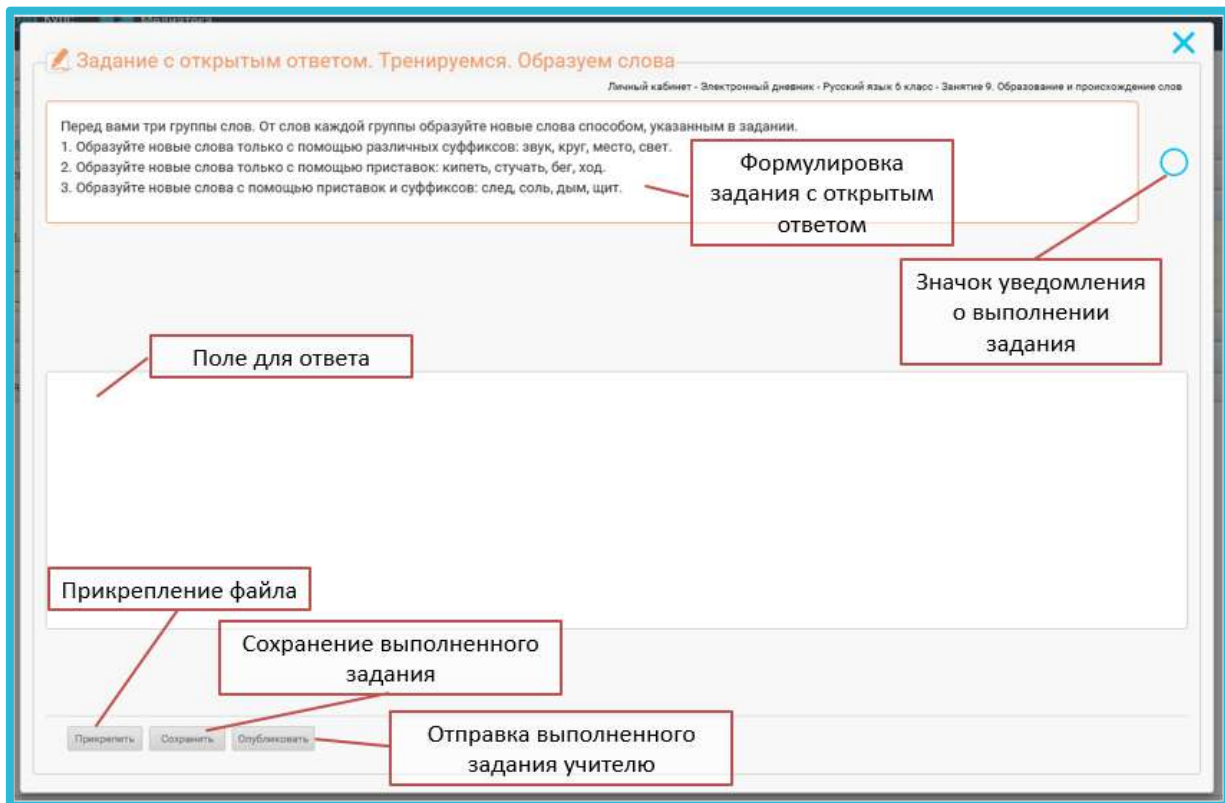 Медиатека
Задание с открытым ответом. Тренируемся. Образуем слова
Личный кабинет - Электронный дневник - Русский язык 6 класс - Занятие 9. Образование и происхождение слов
Перед вами три группы слов. От слов каждой группы образуйте новые слова способом, указанным в задании.
1. Образуйте новые слова только с помощью различных суффиксов: звук, круг, место, свет.
2. Образуйте новые слова только с помощью приставок: кипеть, стучать, бег, ход.
3. Образуйте новые слова с помощью приставок и суффиксов: след, соль, дым, щит.
Формулировка
задания с открытым
ответом
Значок уведомления
о выполнении
задания
Поле для ответа
Прикрепление файла
Сохранение выполненного
задания
Прикрепить
Сохранить
Опубликовать
Отправка выполненного
задания учителю